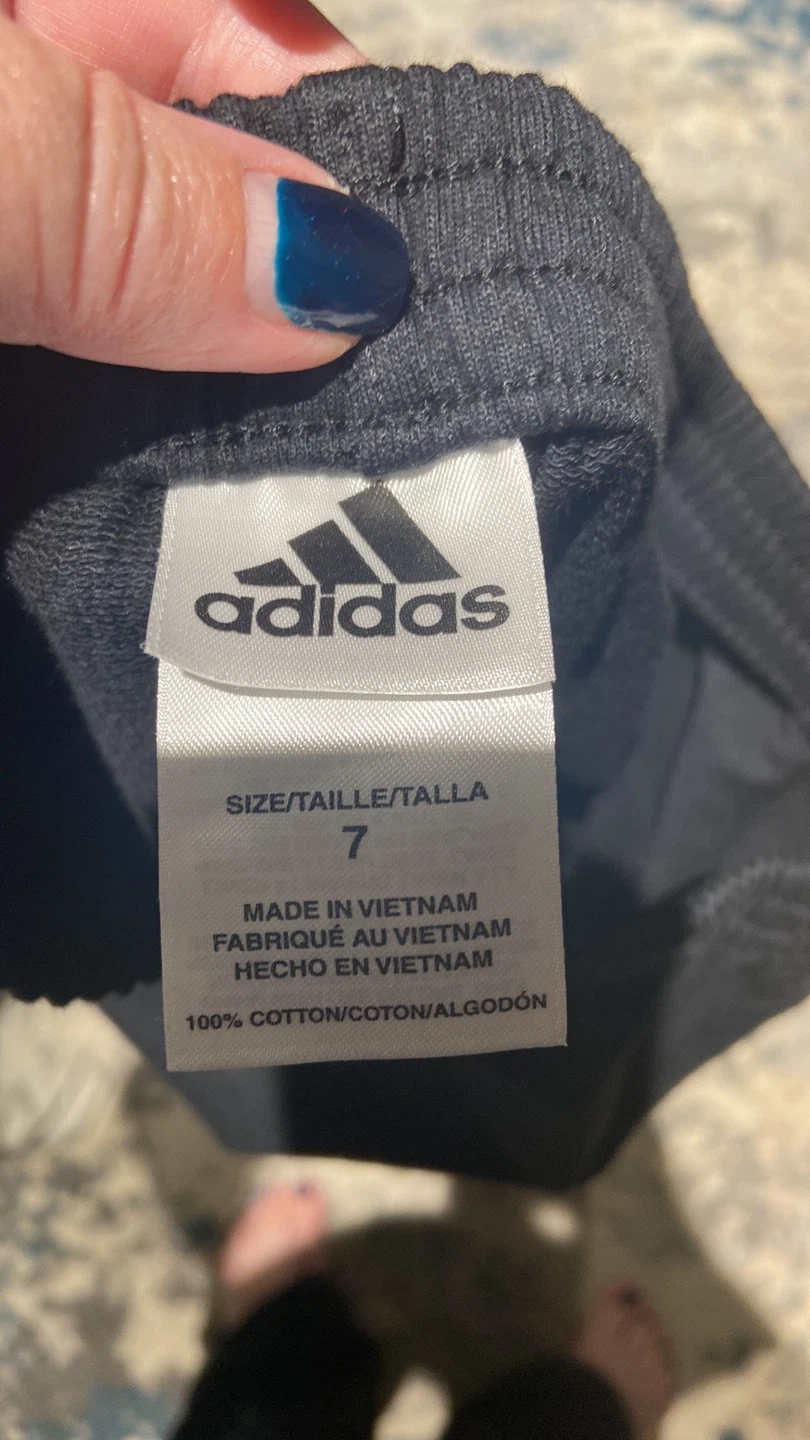 adidas
SIZE/TAILLE/TALLA
7
MADE IN VIETNAM
FABRIQUÉ AU VIETNAM
HECHO EN VIETNAM
100% COTTON/COTON/ALGODÓN